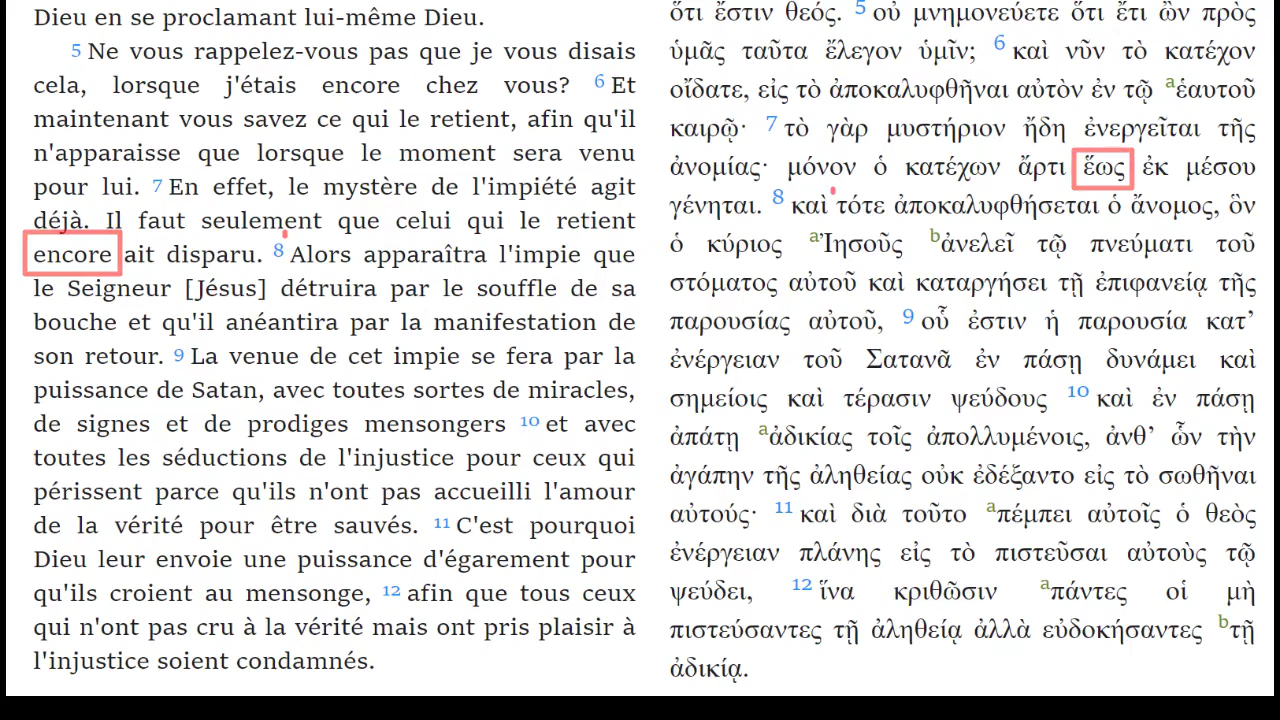 Dieu en se proclamant lui-même Dieu.
5 Ne vous rappelez-vous pas que je vous disais
cela, lorsque j'étais encore chez vous? 6 Et
maintenant vous savez ce qui le retient, afin qu'il
n'apparaisse que lorsque le moment sera venu
pour lui. 7 En effet, le mystère de l'impiété agit
déjà. Il faut seulement que celui qui le retient
encore ait disparu. 8 Alors apparaîtra l'impie que
le Seigneur [Jésus] détruira par le souffle de sa
bouche et qu'il anéantira par la manifestation de
son retour. 9 La venue de cet impie se fera par la
puissance de Satan, avec toutes sortes de miracles,
de signes et de prodiges mensongers 10 et avec
toutes les séductions de l'injustice pour ceux qui
périssent parce qu'ils n'ont pas accueilli l'amour
de la vérité pour être sauvés. 11 C'est pourquoi
Dieu leur envoie une puissance d'égarement pour
qu'ils croient au mensonge, 12 afin que tous ceux
qui n'ont pas cru à la vérité mais ont pris plaisir à
l'injustice soient condamnés.
ὅτι ἔστιν θεός. 5 οὐ μνημονεύετε ὅτι ἔτι ὢν πρὸς
ὑμᾶς ταῦτα ἔλεγον ὑμῖν; 6 καὶ νῦν τὸ κατέχον
οἴδατε, εἰς τὸ ἀποκαλυφθῆναι αὐτὸν ἐν τῷ aἑαυτοῦ
καιρῷ· 7 τὸ γὰρ μυστήριον ἤδη ἐνεργεῖται τῆς
ἀνομίας· μόνον ὁ κατέχων ἄρτι ἕως ἐκ μέσου
γένηται. 8 καὶ τότε ἀποκαλυφθήσεται ὁ ἄνομος, ὃν
ὁ κύριος aἸησοῦς bἀνελεῖ τῷ πνεύματι τοῦ
στόματος αὐτοῦ καὶ καταργήσει τῇ ἐπιφανείᾳ τῆς
παρουσίας αὐτοῦ, 9 οὗ ἐστιν ἡ παρουσία κατ’
ἐνέργειαν τοῦ Σατανᾶ ἐν πάσῃ δυνάμει καὶ
σημείοις καὶ τέρασιν ψεύδους 10 καὶ ἐν πάσῃ
ἀπάτῃ aἀδικίας τοῖς ἀπολλυμένοις, ἀνθ’ ὧν τὴν
ἀγάπην τῆς ἀληθείας οὐκ ἐδέξαντο εἰς τὸ σωθῆναι
αὐτούς· 11 καὶ διὰ τοῦτο aπέμπει αὐτοῖς ὁ θεὸς
ἐνέργειαν πλάνης εἰς τὸ πιστεῦσαι αὐτοὺς τῷ
ψεύδει, 12 ἵνα κριθῶσιν aπάντες οἱ μὴ
πιστεύσαντες τῇ ἀληθείᾳ ἀλλὰ εὐδοκήσαντες bτῇ
ἀδικίᾳ.